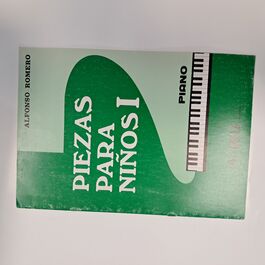 ALFONSO ROMERO
PIEZAS
PARA
NIÑOS I
PIANO